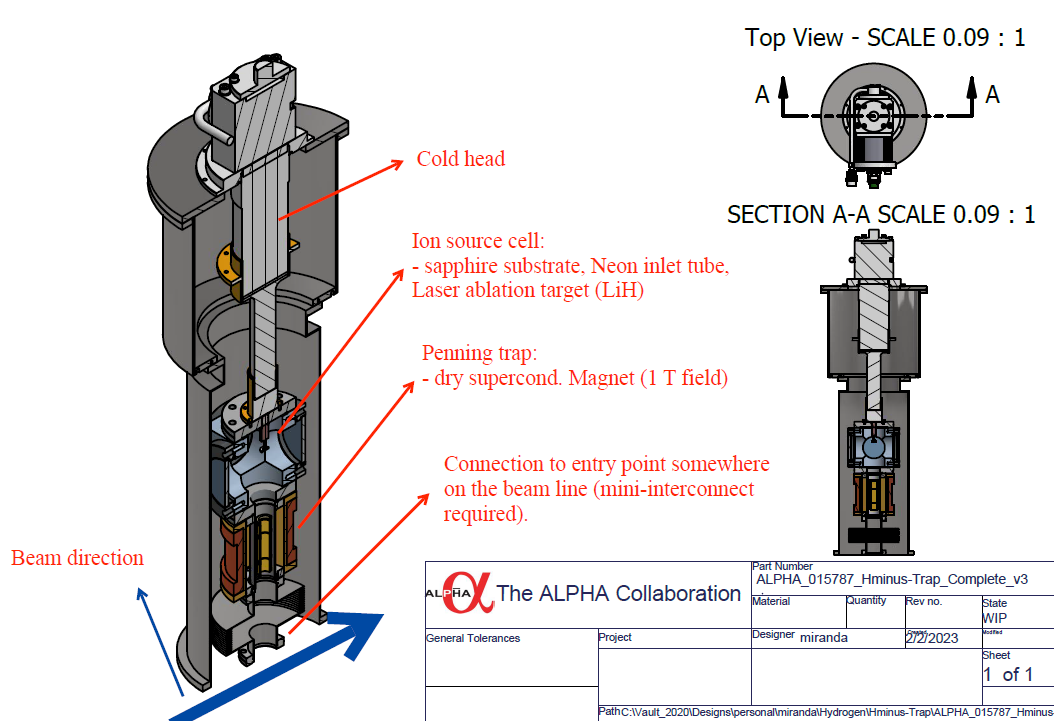 Top View - SCALE 0.09 : 1
A
A
Cold head
SECTION A-A SCALE 0.09 : 1
Ion source cell:
- sapphire substrate, Neon inlet tube,
Laser ablation target (LiH)
Penning trap:
- dry supercond. Magnet (1 T field)
Connection to entry point somewhere
on the beam line (mini-interconnect
required).
Beam direction
ALPHA
The ALPHA Collaboration
Part Number
ALPHA_015787_Hminus-Trap_Complete_v3
Material
Quantity
Rev no.
State
WIP
General Tolerances
Project
Designer miranda
Created
2/2/2023
Modified
Sheet
1 of 1
Path C:\Vault_2020\Designs\personal\miranda\Hydrogen\Hminus-Trap\ALPHA_015787_Hminus-